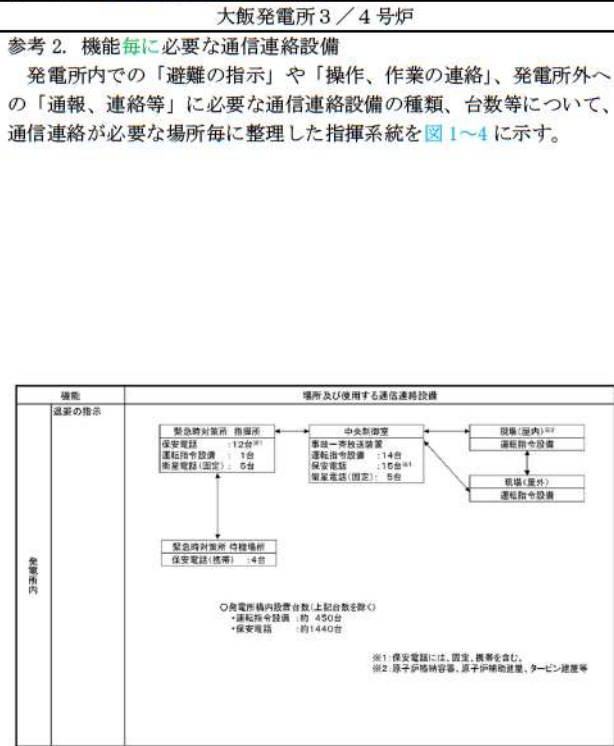 大飯発電所3／4号炉
参考 2. 機能毎に必要な通信連絡設備
発電所内での「避難の指示」や「操作、作業の連絡」、発電所外へ
の「通報、連絡等」に必要な通信連絡設備の種類、台数等について、
通信連絡が必要な場所毎に整理した指揮系統を図 1～4 に示す。
機能
場所及び使用する通信連絡設備
発電所内
退避の指示
緊急時対策所 指揮所
保安電話 :12台※1
運転指令設備 : 1台
衛星電話(固定): 5台
中央制御室
事故一斉放送装置
運転指令設備 :14台
保安電話 :15台※1
衛星電話(固定): 5台
現場(屋内)※2
運転指令設備
現場(屋外)
運転指令設備
緊急時対策所 待機場所
保安電話(携帯) :4台
○発電所構内設置台数(上記台数を除く)
・運転指令設備 :約 450台
・保安電話 :約1440台
※1:保安電話には、固定、携帯を含む。
※2:原子炉格納容器、原子炉補助建屋、タービン建屋等